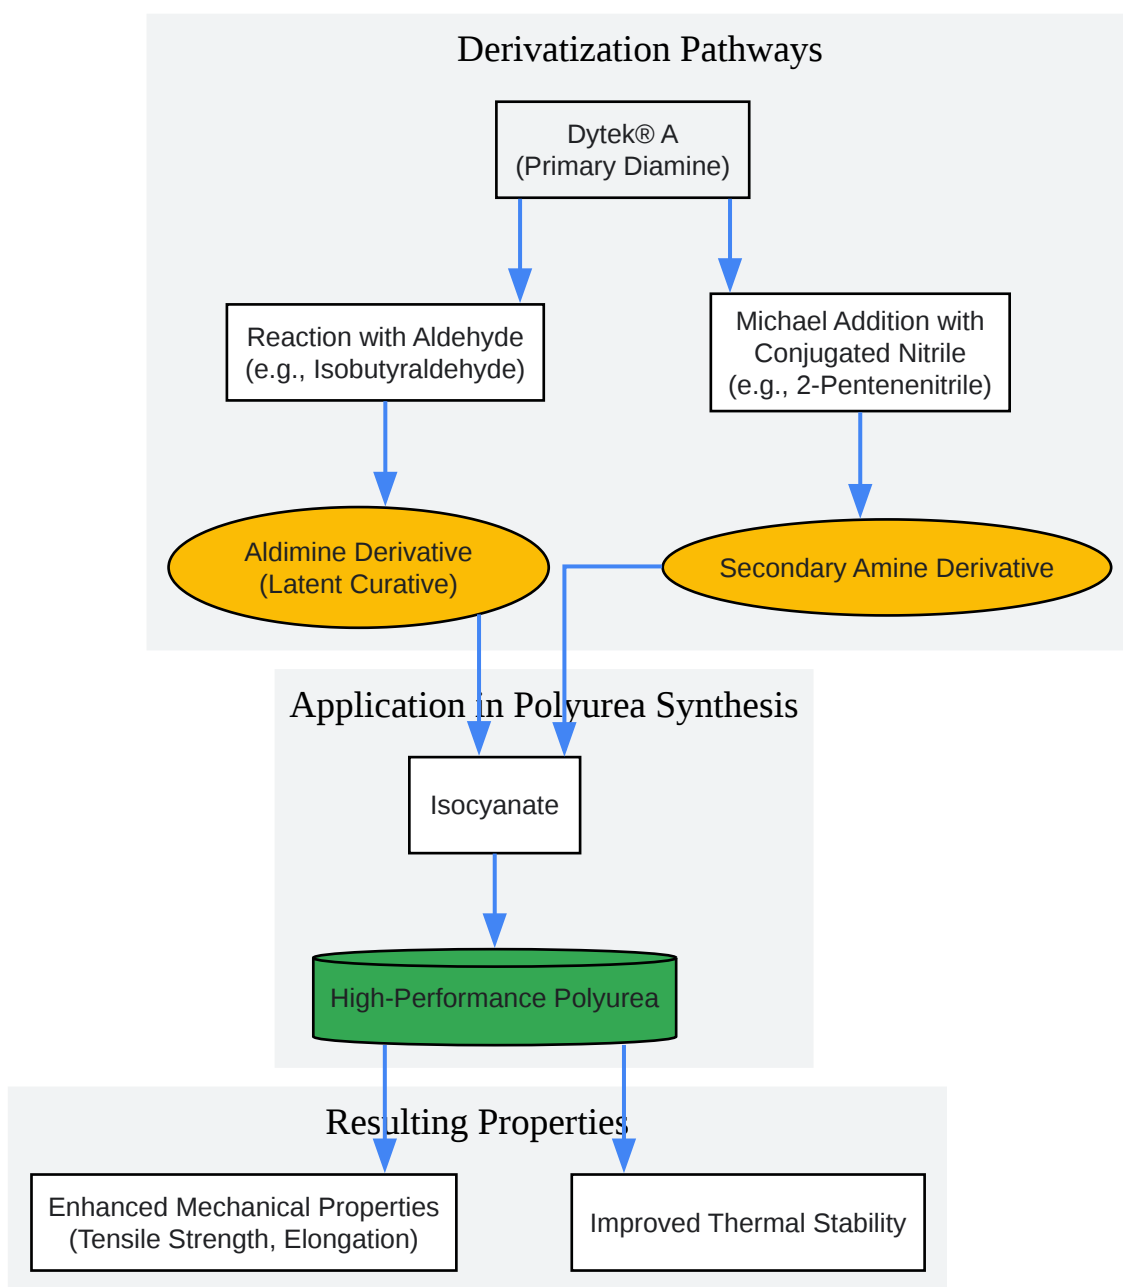 Derivatization Pathways
Dytek® A
(Primary Diamine)
Reaction with Aldehyde
(e.g., Isobutyraldehyde)
Michael Addition with
Conjugated Nitrile
(e.g., 2-Pentenenitrile)
Aldimine Derivative
(Latent Curative)
Secondary Amine Derivative
Application in Polyurea Synthesis
Isocyanate
High-Performance Polyurea
Resulting Properties
Enhanced Mechanical Properties
(Tensile Strength, Elongation)
Improved Thermal Stability